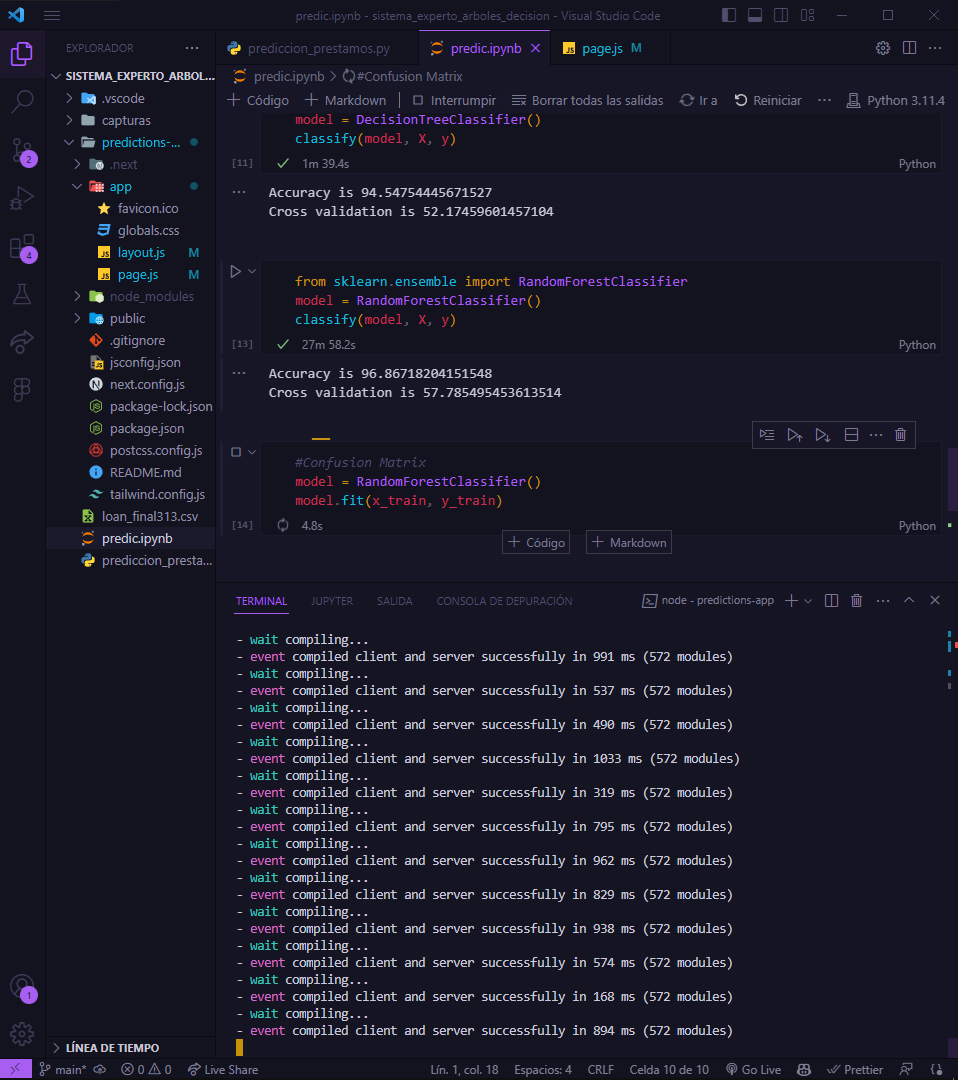 predic.ipynb - sistema_experto_arboles_decision - Visual Studio Code
EXPLORADOR
SISTEMA_EXPERTO_ARBOL...
.vscode
capturas
predictions-...
.next
app
favicon.ico
globals.css
layout.js M
page.js M
node_modules
public
.gitignore
jsconfig.json
next.config.js
package-lock.json
package.json
postcss.config.js
README.md
tailwind.config.js
loan_final313.csv
predic.ipynb
prediccion_presta...
LÍNEA DE TIEMPO
2
4
1
prediccion_prestamos.py
predic.ipynb
page.js M
predic.ipynb > #Confusion Matrix
+ Código + Markdown Interrumpir Borrar todas las salidas Ir a Reiniciar ... Python 3.11.4
model = DecisionTreeClassifier()
classify(model, X, y)
[11] 1m 39.4s Python
... Accuracy is 94.54754445671527
Cross validation is 52.17459601457104
from sklearn.ensemble import RandomForestClassifier
model = RandomForestClassifier()
classify(model, X, y)
[13] 27m 58.2s Python
... Accuracy is 96.86718204151548
Cross validation is 57.785495453613514
#Confusion Matrix
model = RandomForestClassifier()
model.fit(x_train, y_train)
[14] 4.8s Python
+ Código + Markdown
TERMINAL JUPYTER SALIDA CONSOLA DE DEPURACIÓN node - predictions-app
- wait compiling...
- event compiled client and server successfully in 991 ms (572 modules)
- wait compiling...
- event compiled client and server successfully in 537 ms (572 modules)
- wait compiling...
- event compiled client and server successfully in 490 ms (572 modules)
- wait compiling...
- event compiled client and server successfully in 1033 ms (572 modules)
- wait compiling...
- event compiled client and server successfully in 319 ms (572 modules)
- wait compiling...
- event compiled client and server successfully in 795 ms (572 modules)
- wait compiling...
- event compiled client and server successfully in 962 ms (572 modules)
- wait compiling...
- event compiled client and server successfully in 829 ms (572 modules)
- wait compiling...
- event compiled client and server successfully in 938 ms (572 modules)
- wait compiling...
- event compiled client and server successfully in 574 ms (572 modules)
- wait compiling...
- event compiled client and server successfully in 168 ms (572 modules)
- wait compiling...
- event compiled client and server successfully in 894 ms (572 modules)
main* 0 0 Live Share Lín. 1, col. 18 Espacios: 4 CRLF Celda 10 de 10 Go Live Prettier